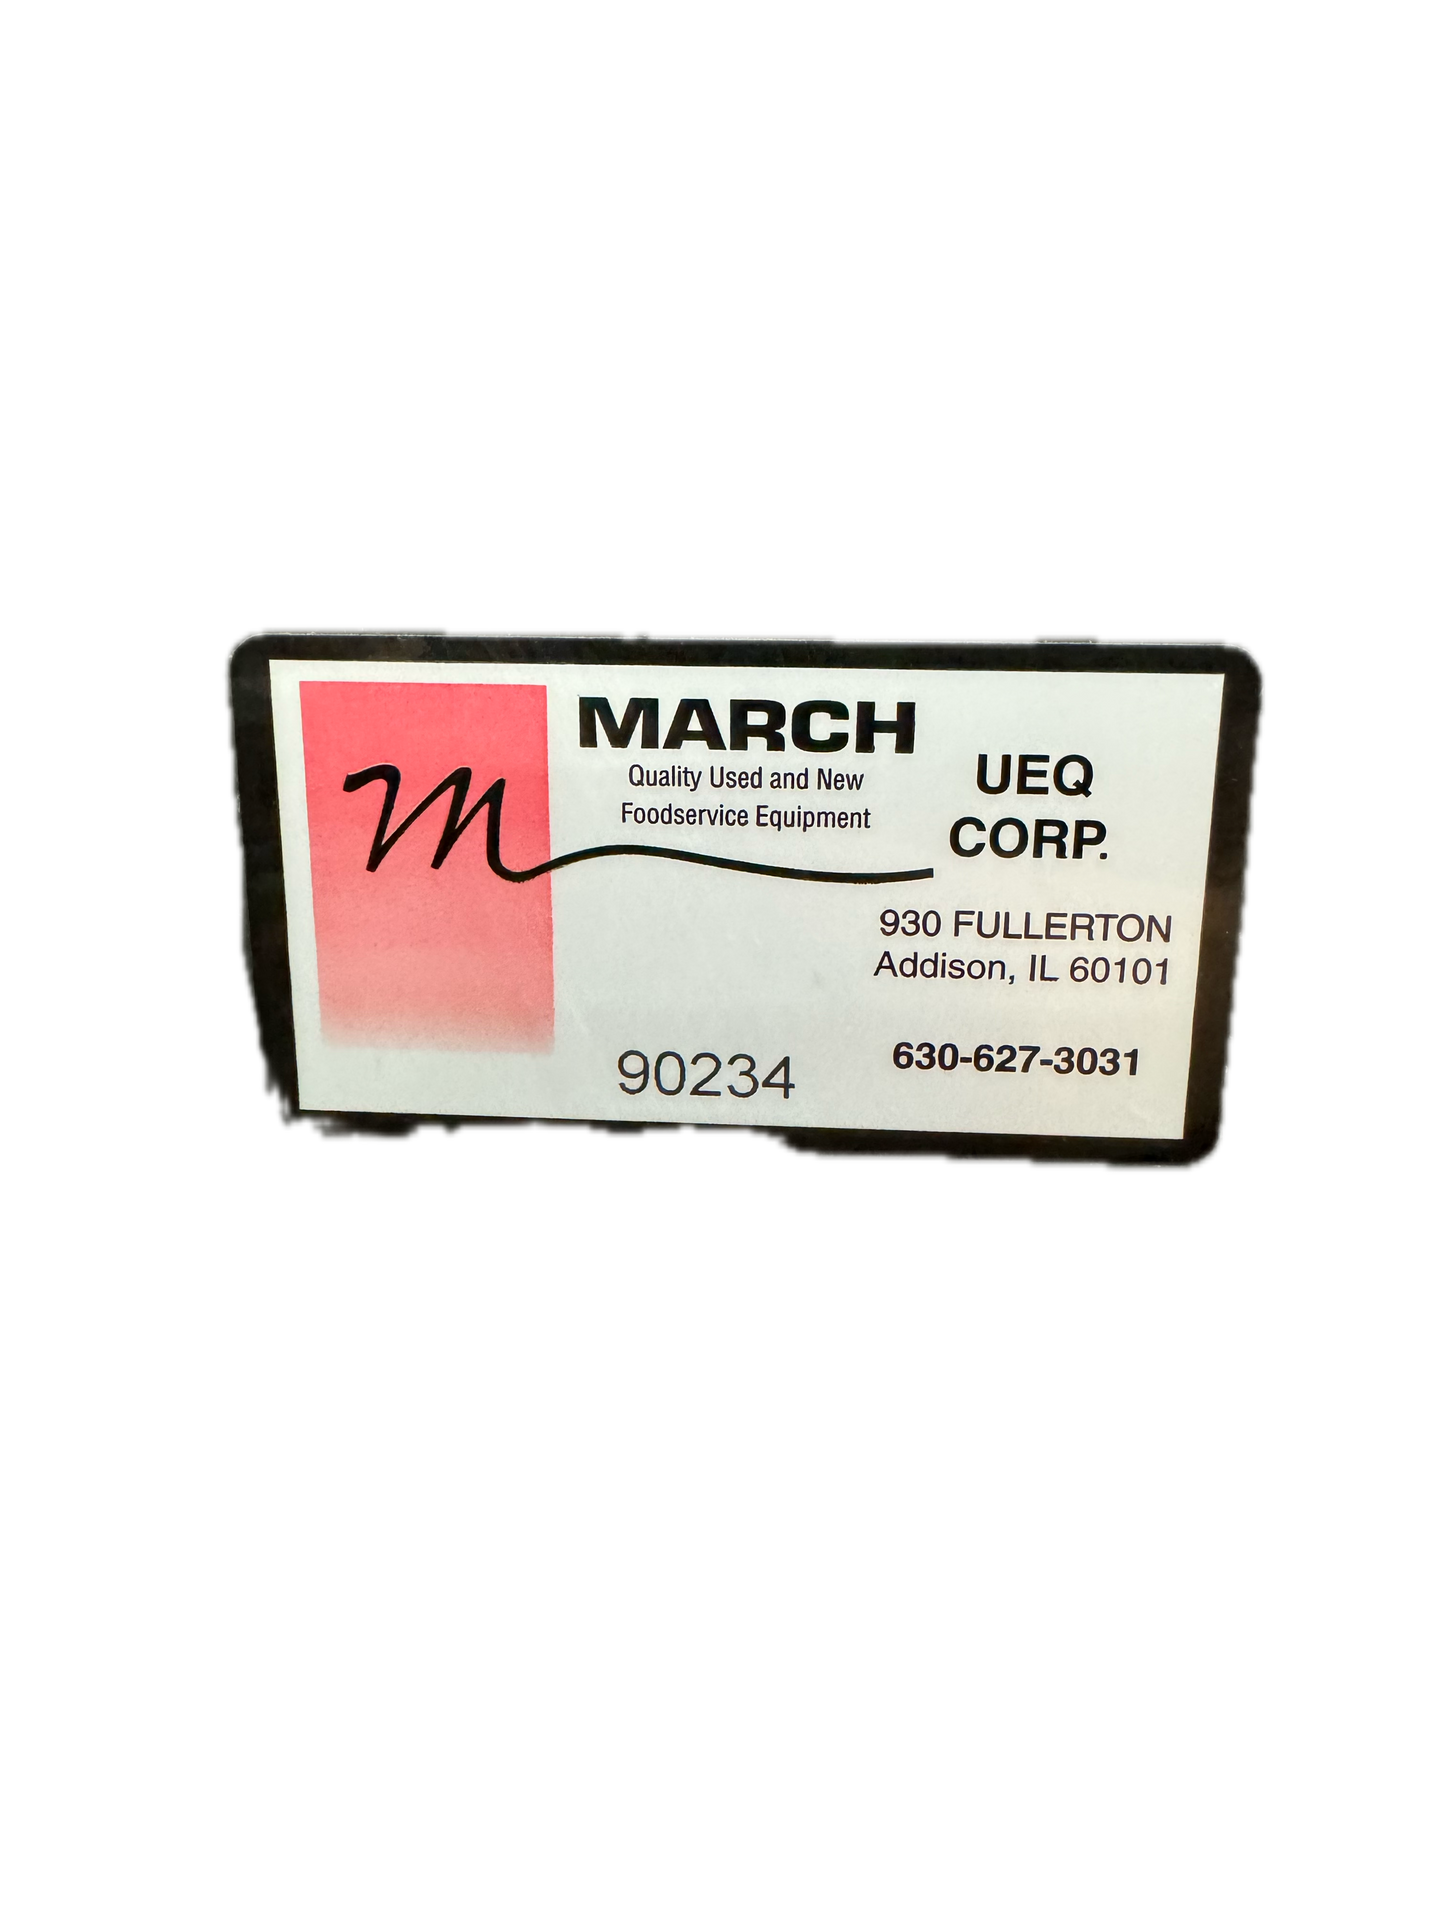 m
MARCH
Quality Used and New
Foodservice Equipment
UEQ
CORP.
930 FULLERTON
Addison, IL 60101
630-627-3031
90234